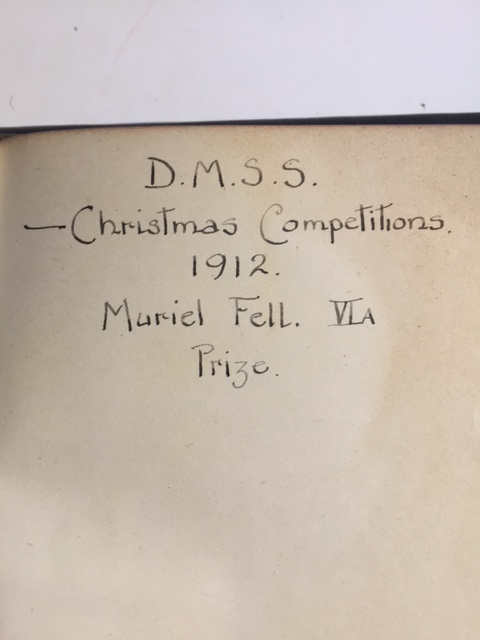 D.M.S.S.
—Christmas Competitions.
1912.
Muriel Fell. VIA
Prize.